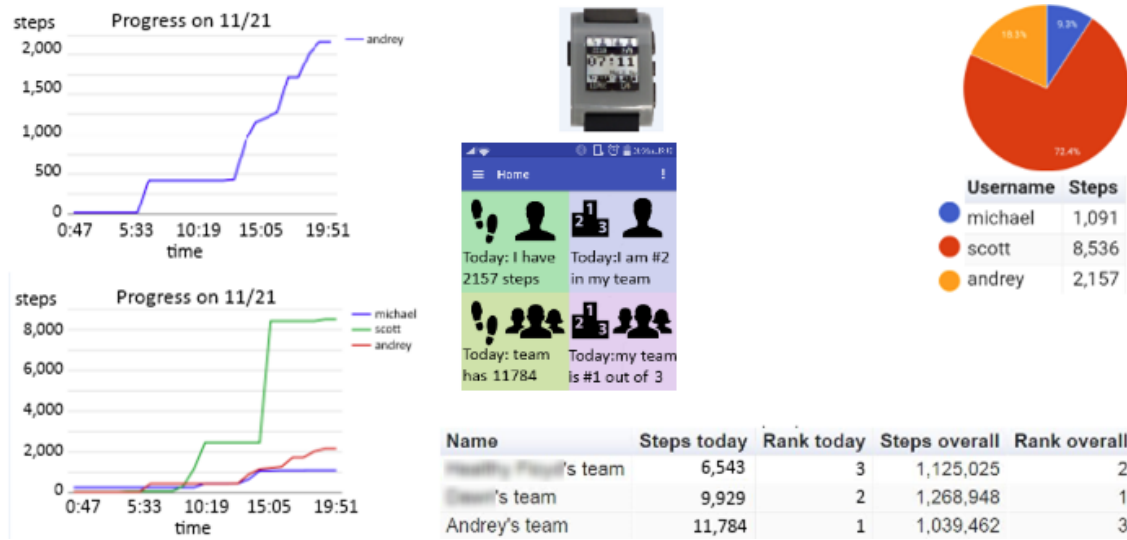 steps
Progress on 11/21
andrey
2,000
1,500
1,000
500
0
0:47 5:33 10:19 15:05 19:51
time
steps
Progress on 11/21
michael
scott
andrey
8,000
6,000
4,000
2,000
0
0:47 5:33 10:19 15:05 19:51
time
07:11
Home
1
2 3
Today: I have
2157 steps
Today:I am #2
in my team
1
2 3
Today: team
has 11784
Today:my team
is #1 out of 3
9.3%
18.3%
72.4%
Username Steps
michael 1,091
scott 8,536
andrey 2,157
Name Steps today Rank today Steps overall Rank overall
's team 6,543 3 1,125,025 2
's team 9,929 2 1,268,948 1
Andrey's team 11,784 1 1,039,462 3